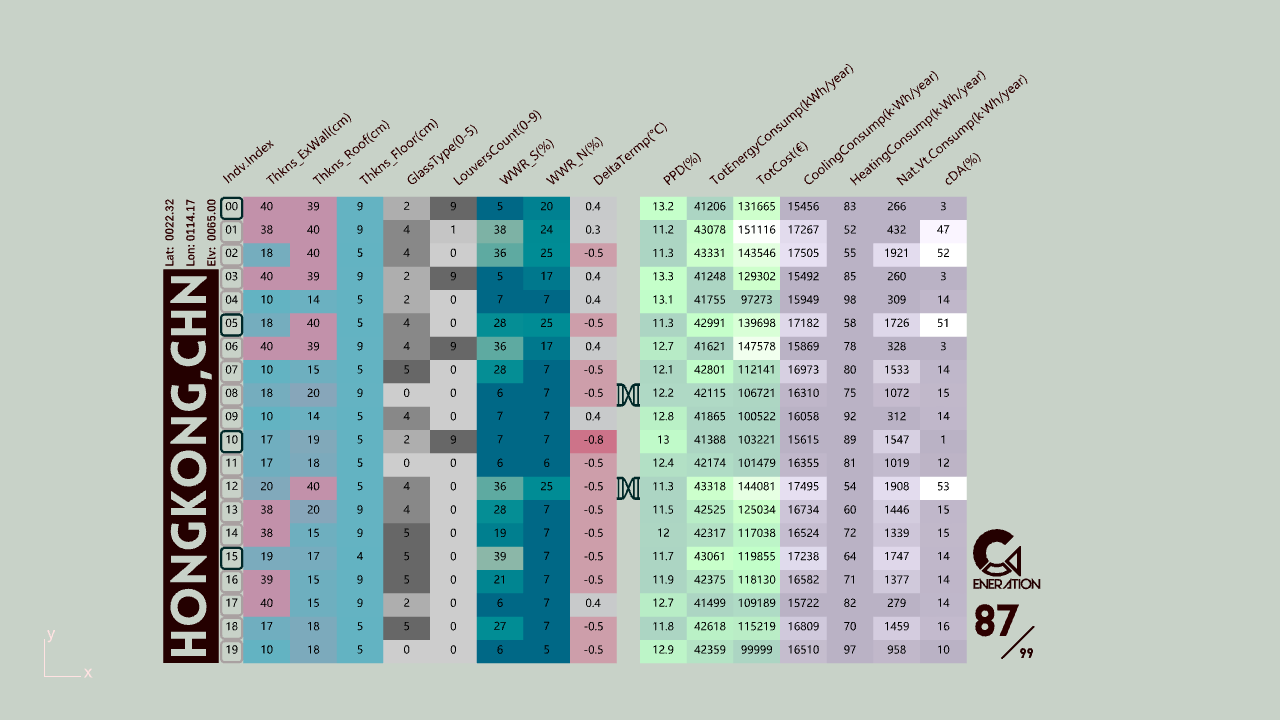 Indv.Index Thkns_ExWall(cm) Thkns_Roof(cm) Thkns_Floor(cm) GlassType(0-5) LouversCount(0-9) WWR_S(%) WWR_N(%) DeltaTermp(°C) PPD(%) TotEnergyConsump(kWh/year) TotCost(€) CoolingConsump(k·Wh/year) HeatingConsump(k·Wh/year) Nat.Vt.Consump(k·Wh/year) cDA(%)
Lat: 0022.32
Lon: 0114.17
Elv: 0065.00
HONGKONG,CHN
00 40 39 9 2 9 5 20 0.4 13.2 41206 131665 15456 83 266 3
01 38 40 9 4 1 38 24 0.3 11.2 43078 151116 17267 52 432 47
02 18 40 5 4 0 36 25 -0.5 11.3 43331 143546 17505 55 1921 52
03 40 39 9 2 9 5 17 0.4 13.3 41248 129302 15492 85 260 3
04 10 14 5 2 0 7 7 0.4 13.1 41755 97273 15949 98 309 14
05 18 40 5 4 0 28 25 -0.5 11.3 42991 139698 17182 58 1726 51
06 40 39 9 4 9 36 17 0.4 12.7 41621 147578 15869 78 328 3
07 10 15 5 5 0 28 7 -0.5 12.1 42801 112141 16973 80 1533 14
08 18 20 9 0 0 6 7 -0.5 12.2 42115 106721 16310 75 1072 15
09 10 14 5 4 0 7 7 0.4 12.8 41865 100522 16058 92 312 14
10 17 19 5 2 9 7 7 -0.8 13 41388 103221 15615 89 1547 1
11 17 18 5 0 0 6 6 -0.5 12.4 42174 101479 16355 81 1019 12
12 20 40 5 4 0 36 25 -0.5 11.3 43318 144081 17495 54 1908 53
13 38 20 9 4 0 28 7 -0.5 11.5 42525 125034 16734 60 1446 15
14 38 15 9 5 0 19 7 -0.5 12 42317 117038 16524 72 1339 15
15 19 17 4 5 0 39 7 -0.5 11.7 43061 119855 17238 64 1747 14
16 39 15 9 5 0 21 7 -0.5 11.9 42375 118130 16582 71 1377 14
17 40 15 9 2 0 6 7 0.4 12.7 41499 109189 15722 82 279 14
18 17 18 5 5 0 27 7 -0.5 11.8 42618 115219 16809 70 1459 16
19 10 18 5 0 0 6 5 -0.5 12.9 42359 99999 16510 97 958 10
G
ENERATION
87/99
y
x